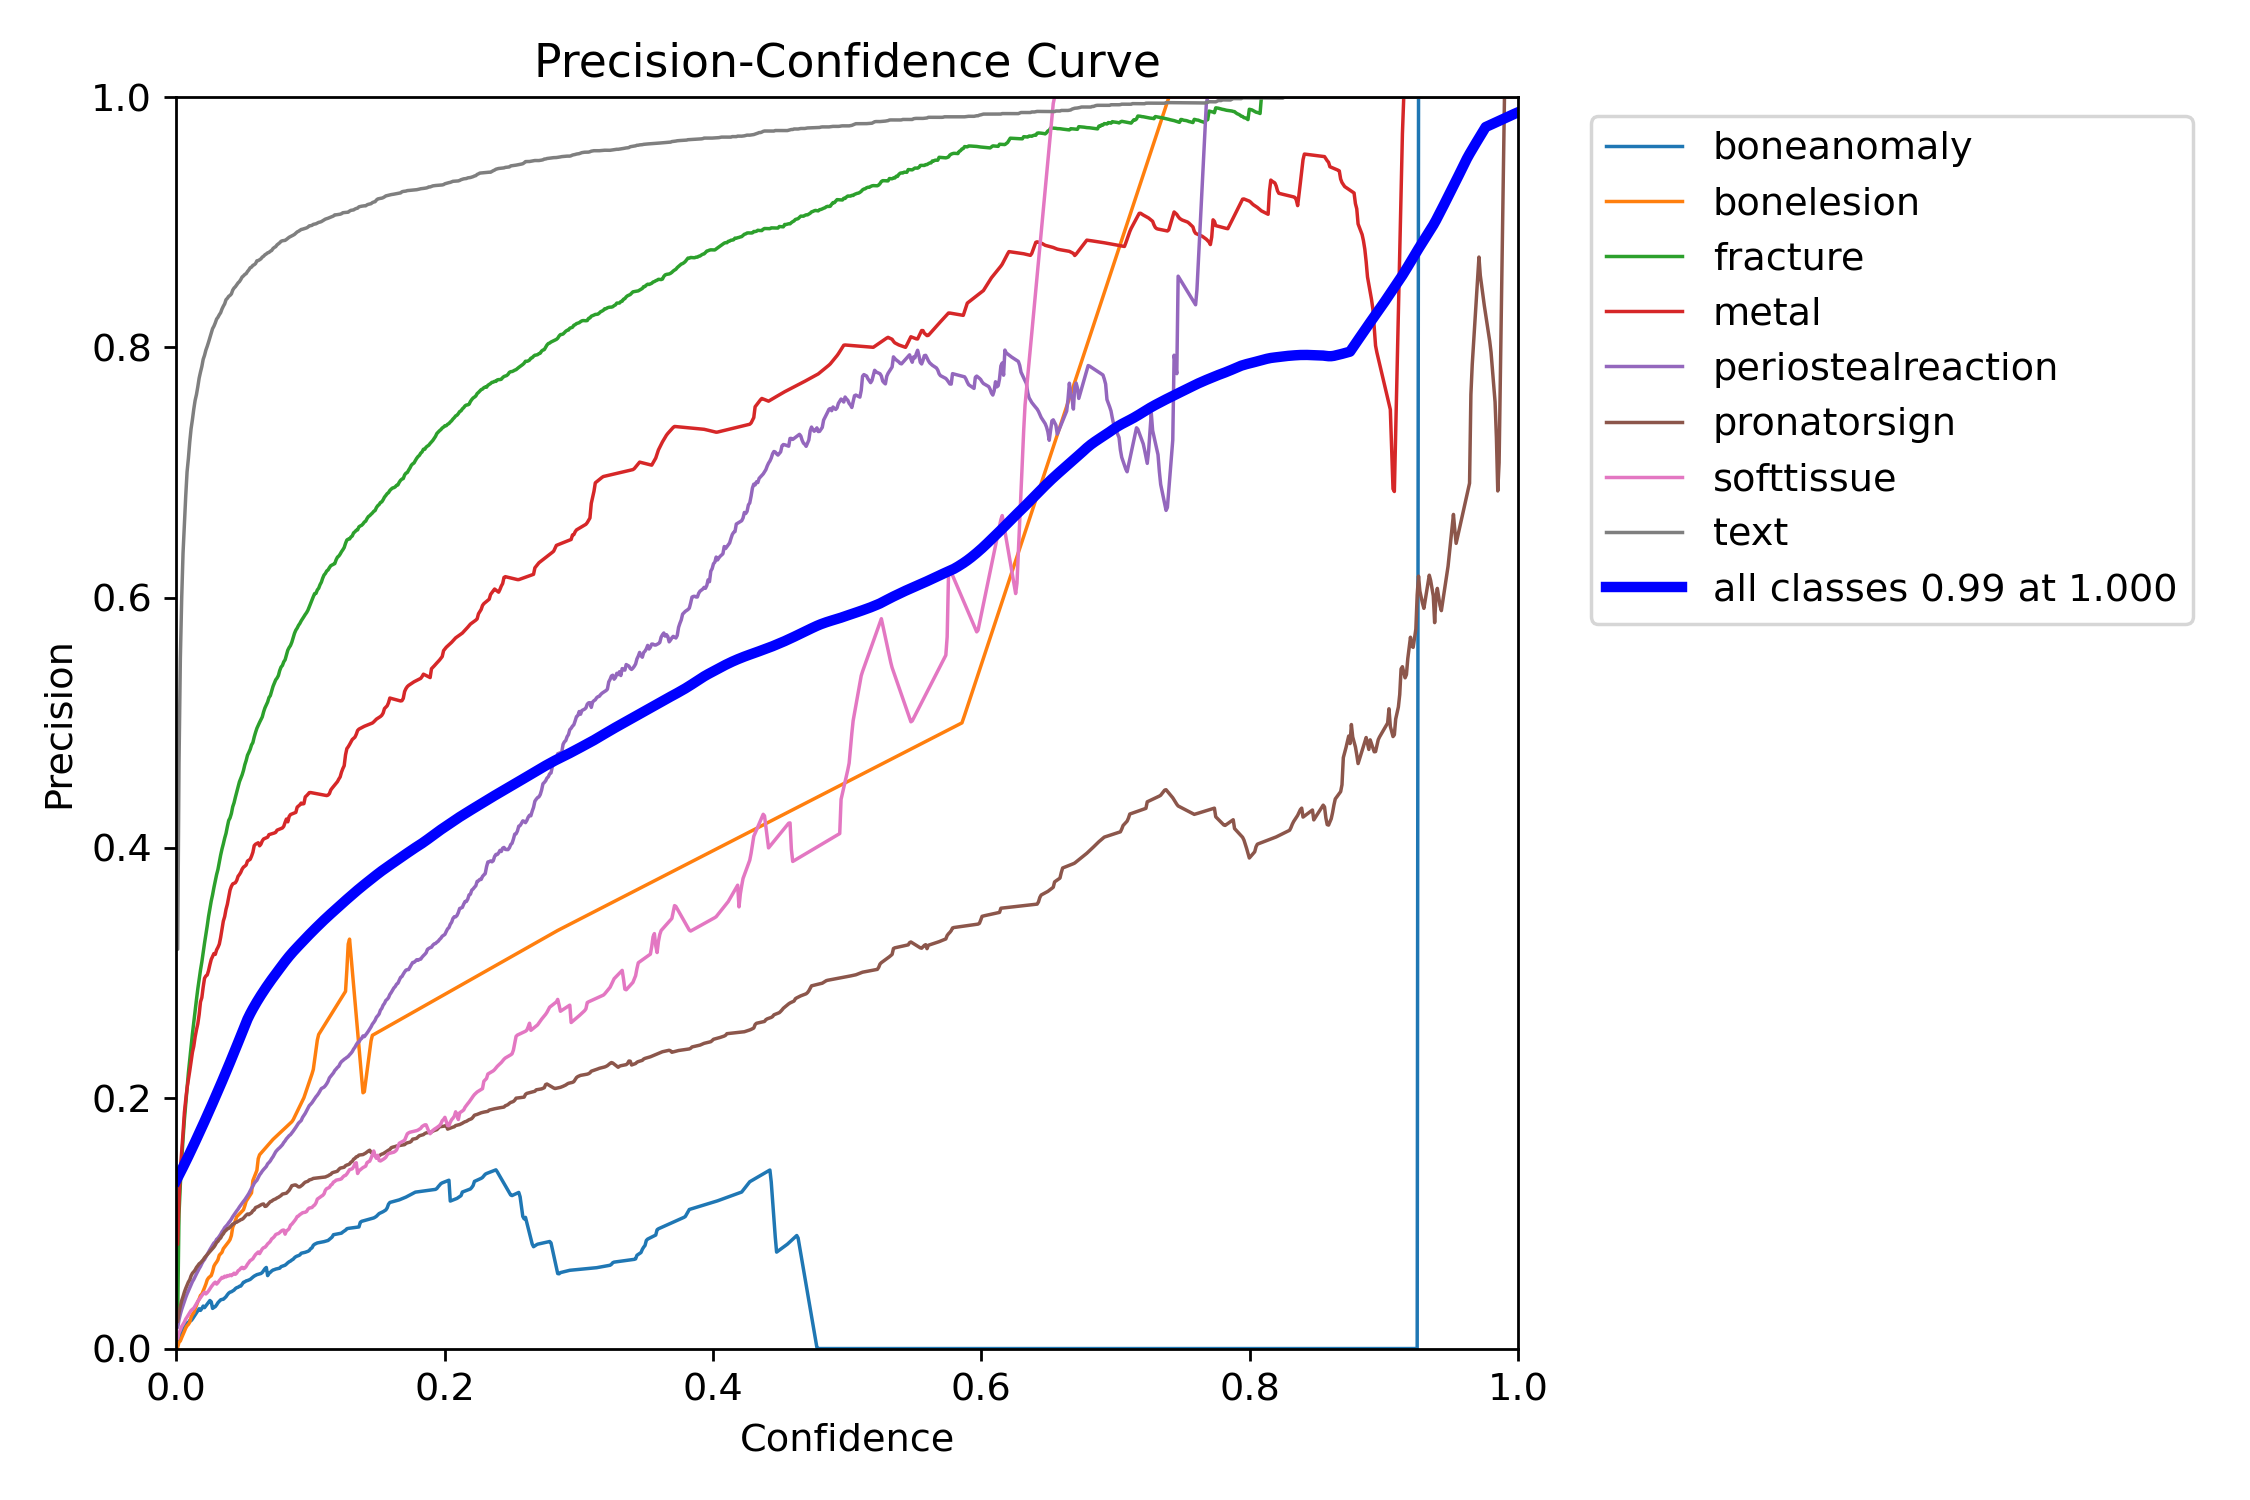 Precision-Confidence Curve
1.0
0.8
0.6
0.4
0.2
0.0
Precision
0.0 0.2 0.4 0.6 0.8 1.0
Confidence
boneanomaly
bonelesion
fracture
metal
periostealreaction
pronatorsign
softtissue
text
all classes 0.99 at 1.000